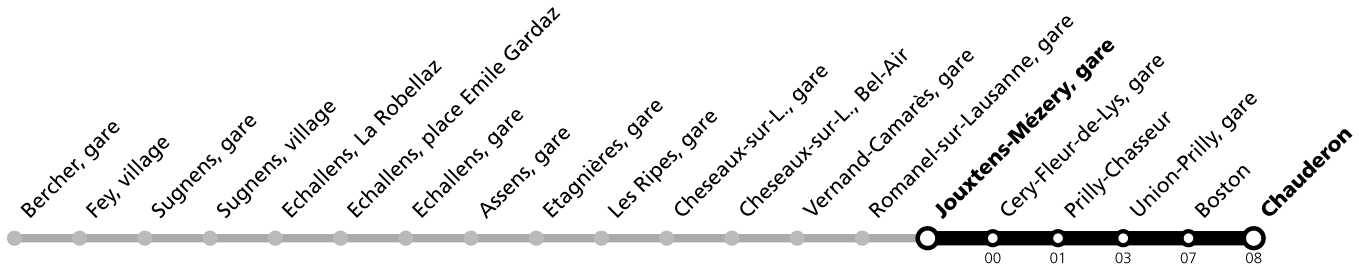 Bercher, gare
Fey, village
Sugnens, gare
Sugnens, village
Echallens, La Robellaz
Echallens, place Emile Gardaz
Echallens, gare
Assens, gare
Etagnières, gare
Les Ripes, gare
Cheseaux-sur-L., gare
Cheseaux-sur-L., Bel-Air
Vernand-Camarès, gare
Romanel-sur-Lausanne, gare
Jouxtens-Mézery, gare
Cery-Fleur-de-Lys, gare
Prilly-Chasseur
Union-Prilly, gare
Boston
Chauderon
00
01
03
07
08